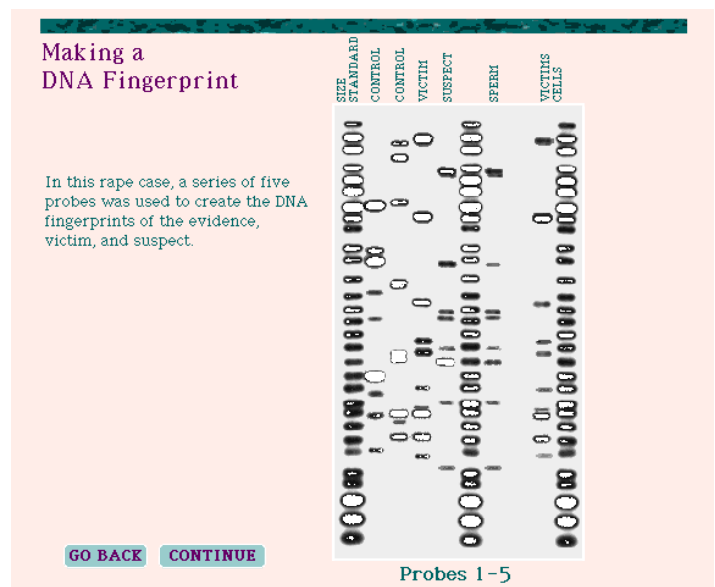 Making a
DNA Fingerprint
SIZE
STANDARD
CONTROL
CONTROL
VICTIM
SUSPECT
SPERM
VICTIMS
CELLS
In this rape case, a series of five
probes was used to create the DNA
fingerprints of the evidence,
victim, and suspect.
GO BACK
CONTINUE
Probes 1-5